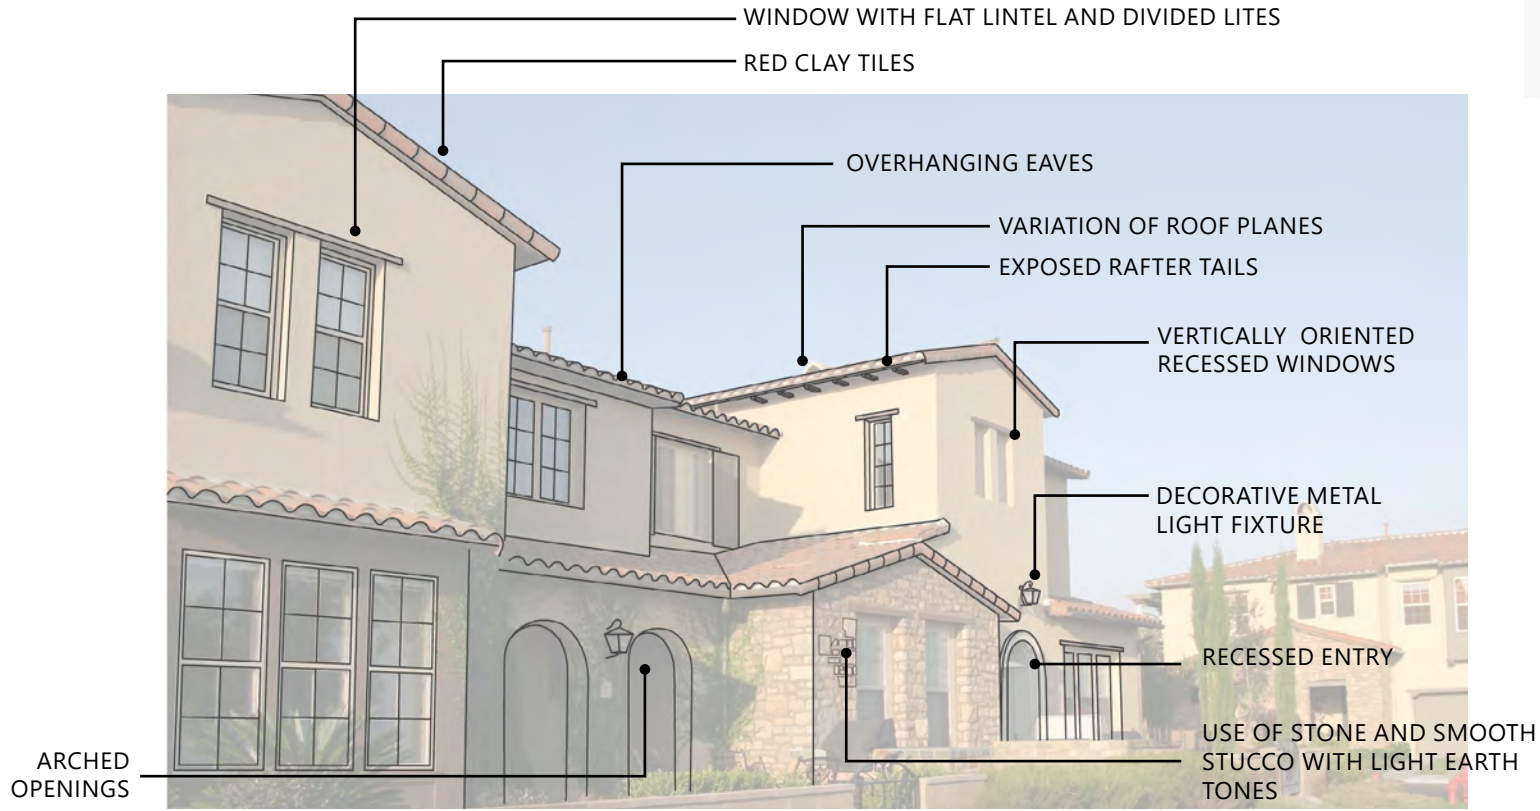 WINDOW WITH FLAT LINTEL AND DIVIDED LITES
RED CLAY TILES
OVERHANGING EAVES
VARIATION OF ROOF PLANES
EXPOSED RAFTER TAILS
VERTICALLY ORIENTED
RECESSED WINDOWS
DECORATIVE METAL
LIGHT FIXTURE
RECESSED ENTRY
USE OF STONE AND SMOOTH
STUCCO WITH LIGHT EARTH
TONES
ARCHED
OPENINGS